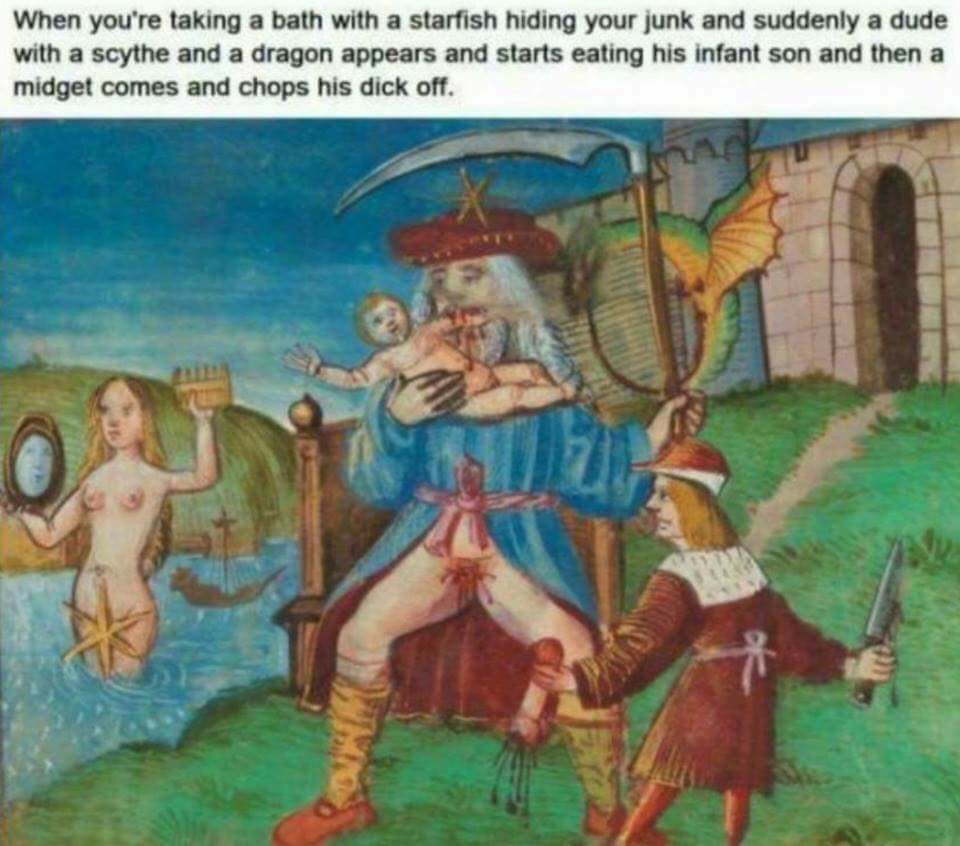 When you're taking a bath with a starfish hiding your junk and suddenly a dude
with a scythe and a dragon appears and starts eating his infant son and then a
midget comes and chops his dick off.